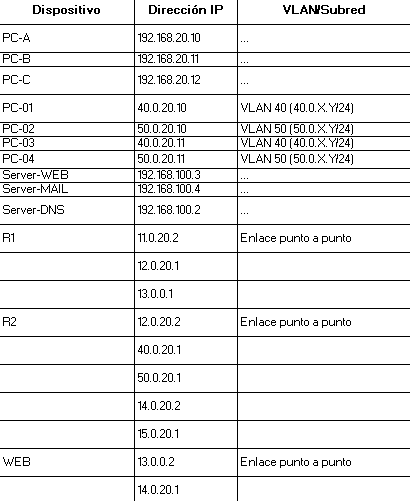 Dispositivo Dirección IP VLAN/Subred
PC-A 192.168.20.10 ...
PC-B 192.168.20.11 ...
PC-C 192.168.20.12 ...
PC-01 40.0.20.10 VLAN 40 (40.0.X.Y/24)
PC-02 50.0.20.10 VLAN 50 (50.0.X.Y/24)
PC-03 40.0.20.11 VLAN 40 (40.0.X.Y/24)
PC-04 50.0.20.11 VLAN 50 (50.0.X.Y/24)
Server-WEB 192.168.100.3 ...
Server-MAIL 192.168.100.4 ...
Server-DNS 192.168.100.2 ...
R1 11.0.20.2 Enlace punto a punto
12.0.20.1
13.0.0.1
R2 12.0.20.2 Enlace punto a punto
40.0.20.1
50.0.20.1
14.0.20.2
15.0.20.1
WEB 13.0.0.2 Enlace punto a punto
14.0.20.1